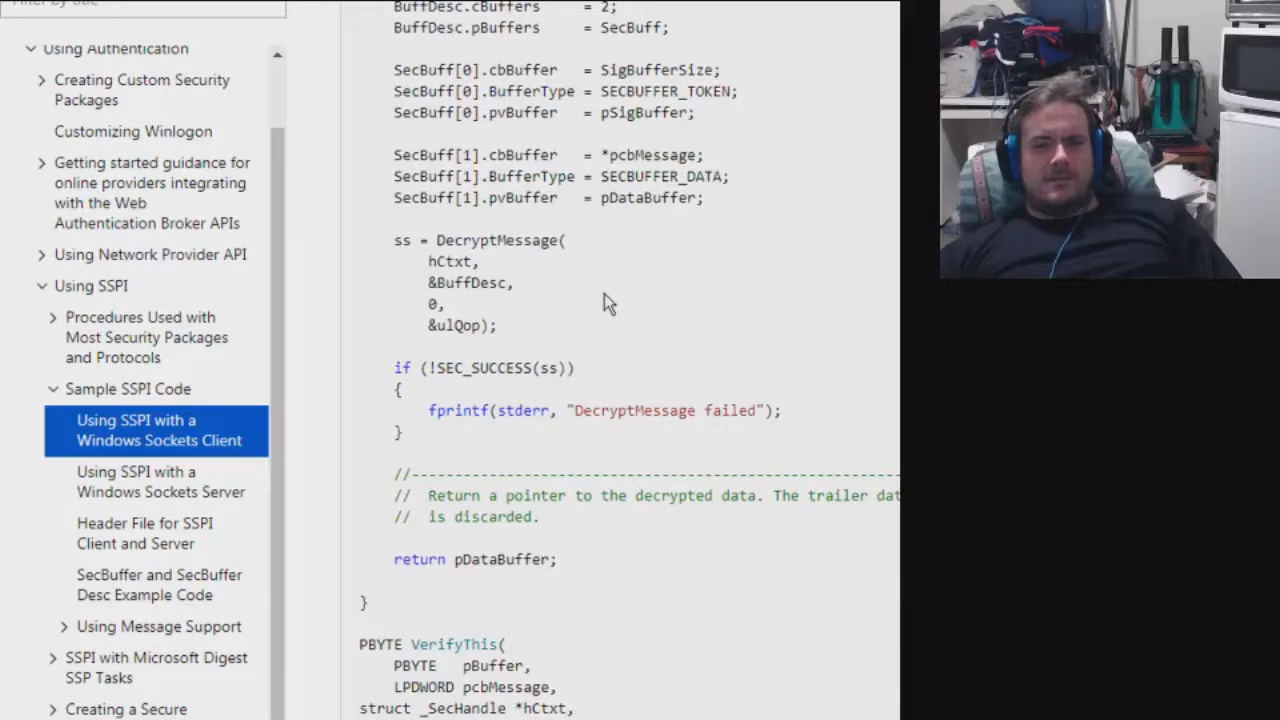 Filter by title
Using Authentication
Creating Custom Security
Packages
Customizing Winlogon
Getting started guidance for
online providers integrating
with the Web
Authentication Broker APIs
Using Network Provider API
Using SSPI
Procedures Used with
Most Security Packages
and Protocols
Sample SSPI Code
Using SSPI with a
Windows Sockets Client
Using SSPI with a
Windows Sockets Server
Header File for SSPI
Client and Server
SecBuffer and SecBuffer
Desc Example Code
Using Message Support
SSPI with Microsoft Digest
SSP Tasks
Creating a Secure
BuffDesc.cBuffers    = 2;
BuffDesc.pBuffers    = SecBuff;
SecBuff[0].cbBuffer   = SigBufferSize;
SecBuff[0].BufferType = SECBUFFER_TOKEN;
SecBuff[0].pvBuffer   = pSigBuffer;
SecBuff[1].cbBuffer   = *pcbMessage;
SecBuff[1].BufferType = SECBUFFER_DATA;
SecBuff[1].pvBuffer   = pDataBuffer;
ss = DecryptMessage(
hCtxt,
&BuffDesc,
0,
&ulQop);
if (!SEC_SUCCESS(ss))
{
fprintf(stderr, "DecryptMessage failed");
}
//---------------------------------------------------------
//  Return a pointer to the decrypted data. The trailer dat
//  is discarded.
return pDataBuffer;
}
PBYTE VerifyThis(
PBYTE   pBuffer,
LPDWORD pcbMessage,
struct _SecHandle *hCtxt,